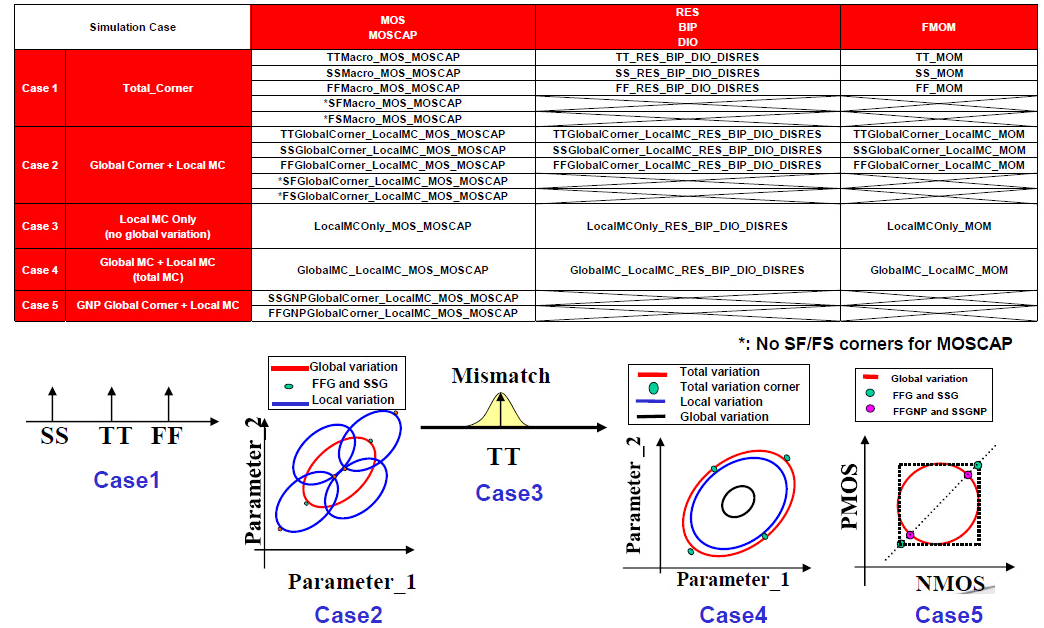 Simulation Case
MOS
MOSCAP
RES
BIP
DIO
FMOM
Case 1
Total_Corner
TTMacro_MOS_MOSCAP
TT_RES_BIP_DIO_DISRES
TT_MOM
SSMacro_MOS_MOSCAP
SS_RES_BIP_DIO_DISRES
SS_MOM
FFMacro_MOS_MOSCAP
FF_RES_BIP_DIO_DISRES
FF_MOM
*SFMacro_MOS_MOSCAP
*FSMacro_MOS_MOSCAP
Case 2
Global Corner + Local MC
TTGlobalCorner_LocalMC_MOS_MOSCAP
TTGlobalCorner_LocalMC_RES_BIP_DIO_DISRES
TTGlobalCorner_LocalMC_MOM
SSGlobalCorner_LocalMC_MOS_MOSCAP
SSGlobalCorner_LocalMC_RES_BIP_DIO_DISRES
SSGlobalCorner_LocalMC_MOM
FFGlobalCorner_LocalMC_MOS_MOSCAP
FFGlobalCorner_LocalMC_RES_BIP_DIO_DISRES
FFGlobalCorner_LocalMC_MOM
*SFGlobalCorner_LocalMC_MOS_MOSCAP
*FSGlobalCorner_LocalMC_MOS_MOSCAP
Case 3
Local MC Only
(no global variation)
LocalMCOnly_MOS_MOSCAP
LocalMCOnly_RES_BIP_DIO_DISRES
LocalMCOnly_MOM
Case 4
Global MC + Local MC
(total MC)
GlobalMC_LocalMC_MOS_MOSCAP
GlobalMC_LocalMC_RES_BIP_DIO_DISRES
GlobalMC_LocalMC_MOM
Case 5
GNP Global Corner + Local MC
SSGNPGlobalCorner_LocalMC_MOS_MOSCAP
FFGNPGlobalCorner_LocalMC_MOS_MOSCAP
*: No SF/FS corners for MOSCAP
SS TT FF
Case1
Global variation
FFG and SSG
Local variation
Parameter_2
Parameter_1
Case2
Mismatch
TT
Case3
Total variation
Total variation corner
Local variation
Global variation
Parameter_2
Parameter_1
Case4
Global variation
FFG and SSG
FFGNP and SSGNP
PMOS
NMOS
Case5